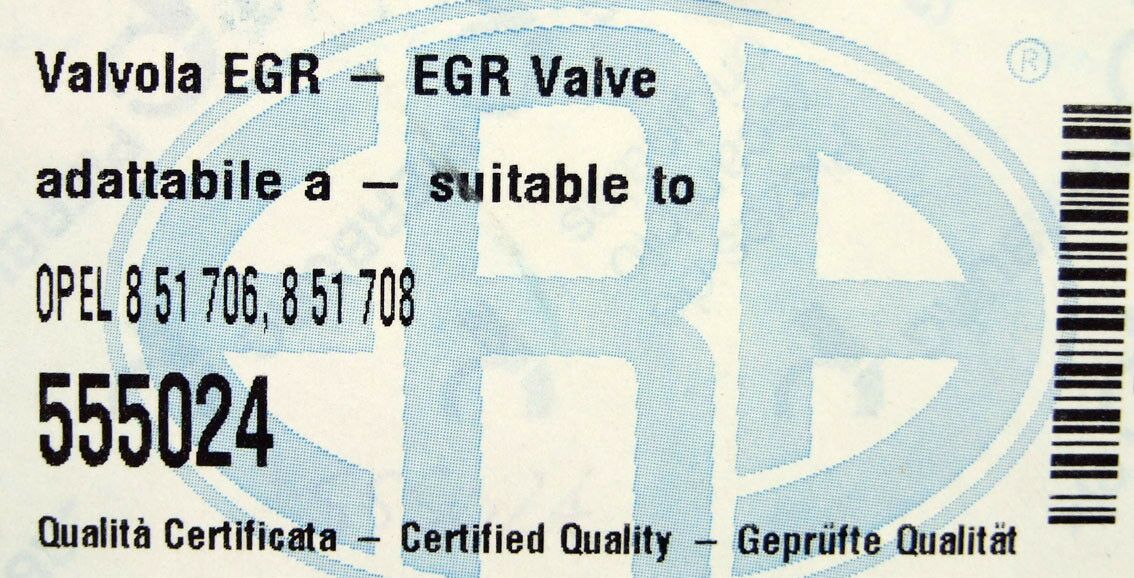 Valvola EGR – EGR Valve
®
adattabile a – suitable to
OPEL 8 51 706, 8 51 708
555024
Qualità Certificata – Certified Quality – Geprüfte Qualität
ERA